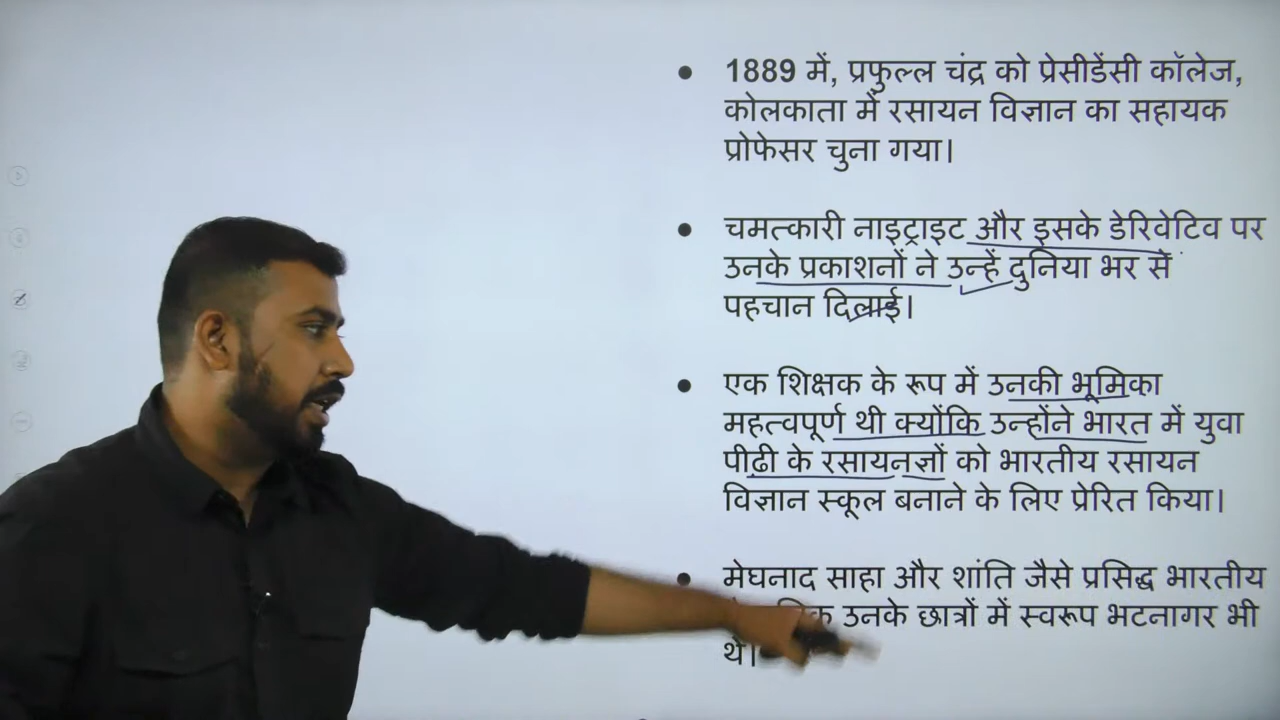 • 1889 में, प्रफुल्ल चंद्र को प्रेसीडेंसी कॉलेज,
कोलकाता में रसायन विज्ञान का सहायक
प्रोफेसर चुना गया।
• चमत्कारी नाइट्राइट और इसके डेरिवेटिव पर
उनके प्रकाशनों ने उन्हें दुनिया भर से
पहचान दिलाई।
• एक शिक्षक के रूप में उनकी भूमिका
महत्वपूर्ण थी क्योंकि उन्होंने भारत में युवा
पीढी के रसायनज्ञों को भारतीय रसायन
विज्ञान स्कूल बनाने के लिए प्रेरित किया।
• मेघनाद साहा और शांति जैसे प्रसिद्ध भारतीय
उनके छात्रों में स्वरूप भटनागर भी
थे।